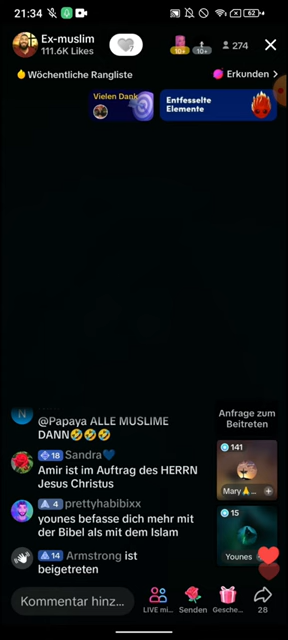 21:34
62
Ex-muslim
111.6K Likes
10+
10+
274
Wöchentliche Rangliste
Erkunden
Vielen Dank
Entfesselte
Elemente
N
@Papaya ALLE MUSLIME
DANN🤣🤣🤣
18 Sandra💙
Amir ist im Auftrag des HERRN
Jesus Christus
4 prettyhabibixx
younes befasse dich mehr mit
der Bibel als mit dem Islam
14 Armstrong ist
beigetreten
Anfrage zum
Beitreten
141
Mary🙏...
15
Younes
Kommentar hinz...
LIVE mi...
Senden
Gesche...
28